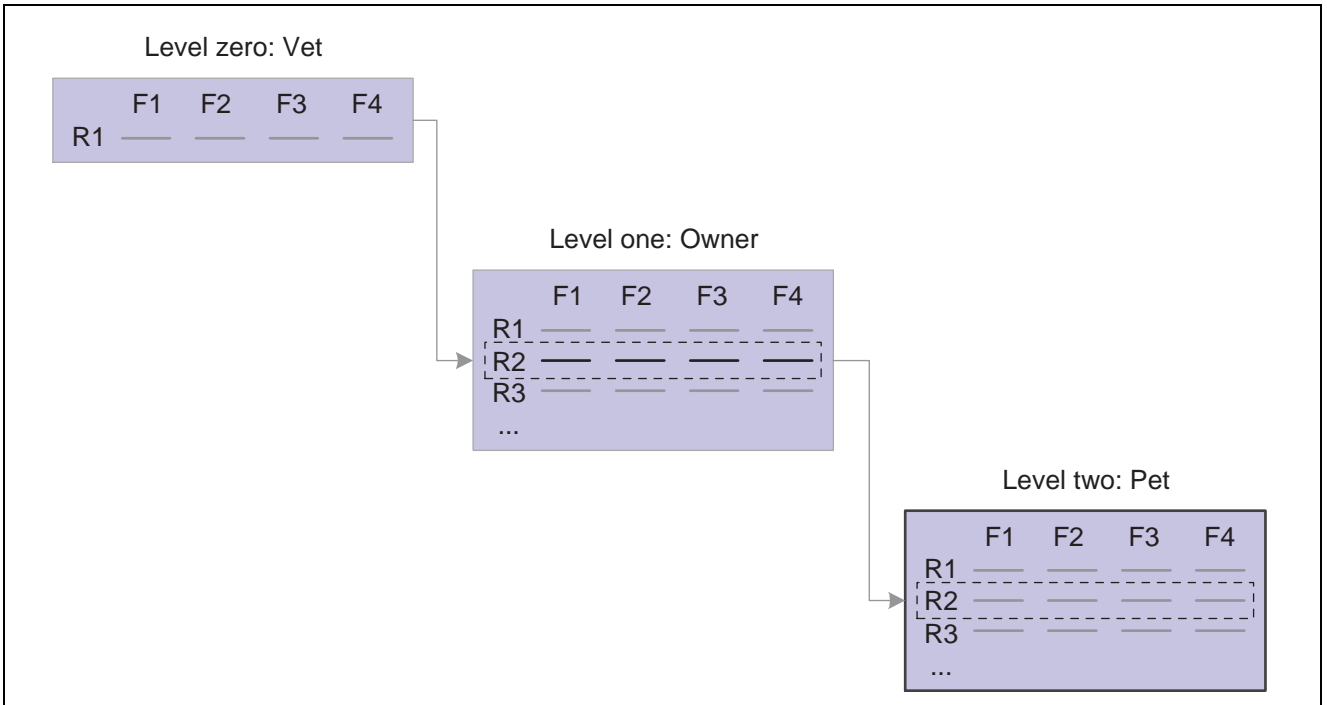 Level zero: Vet
F1 F2 F3 F4
R1
Level one: Owner
F1 F2 F3 F4
R1
R2
R3
...
Level two: Pet
F1 F2 F3 F4
R1
R2
R3
...